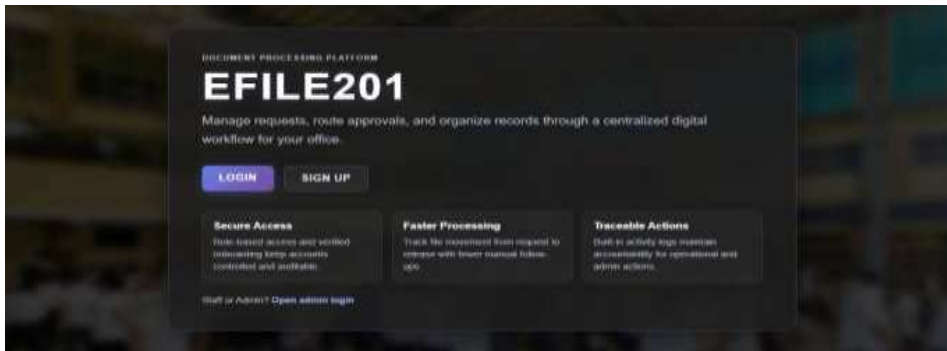 DOCUMENT PROCESSING PLATFORM
EFILE201
Manage requests, route approvals, and organize records through a centralized digital
workflow for your office.
LOGIN
SIGN UP
Secure Access
Role-based access and verified
onboarding keep accounts
controlled and auditable.
Faster Processing
Track file movement from request to
release with fewer manual follow-
ups.
Traceable Actions
Built-in activity logs maintain
accountability for operational and
admin actions.
Staff or Admin? Open admin login